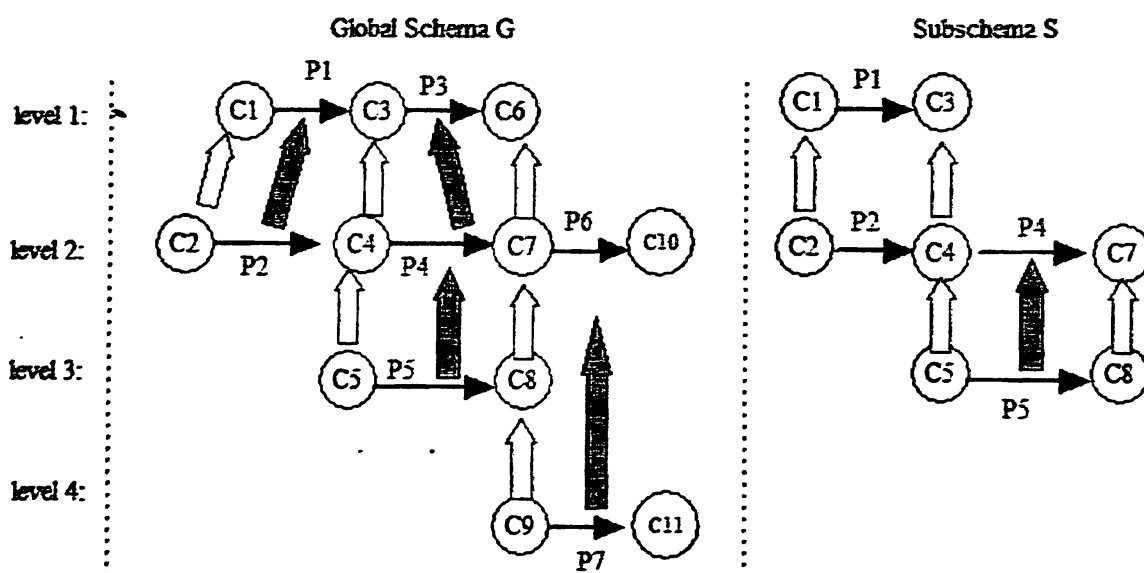 Global Schema G
Subschema S
level 1:
C1
P1
C3
P3
C6
C1
P1
C3
level 2:
C2
P2
C4
P4
C7
P6
C10
C2
P2
C4
P4
C7
level 3:
C5
P5
C8
C5
P5
C8
level 4:
C9
P7
C11